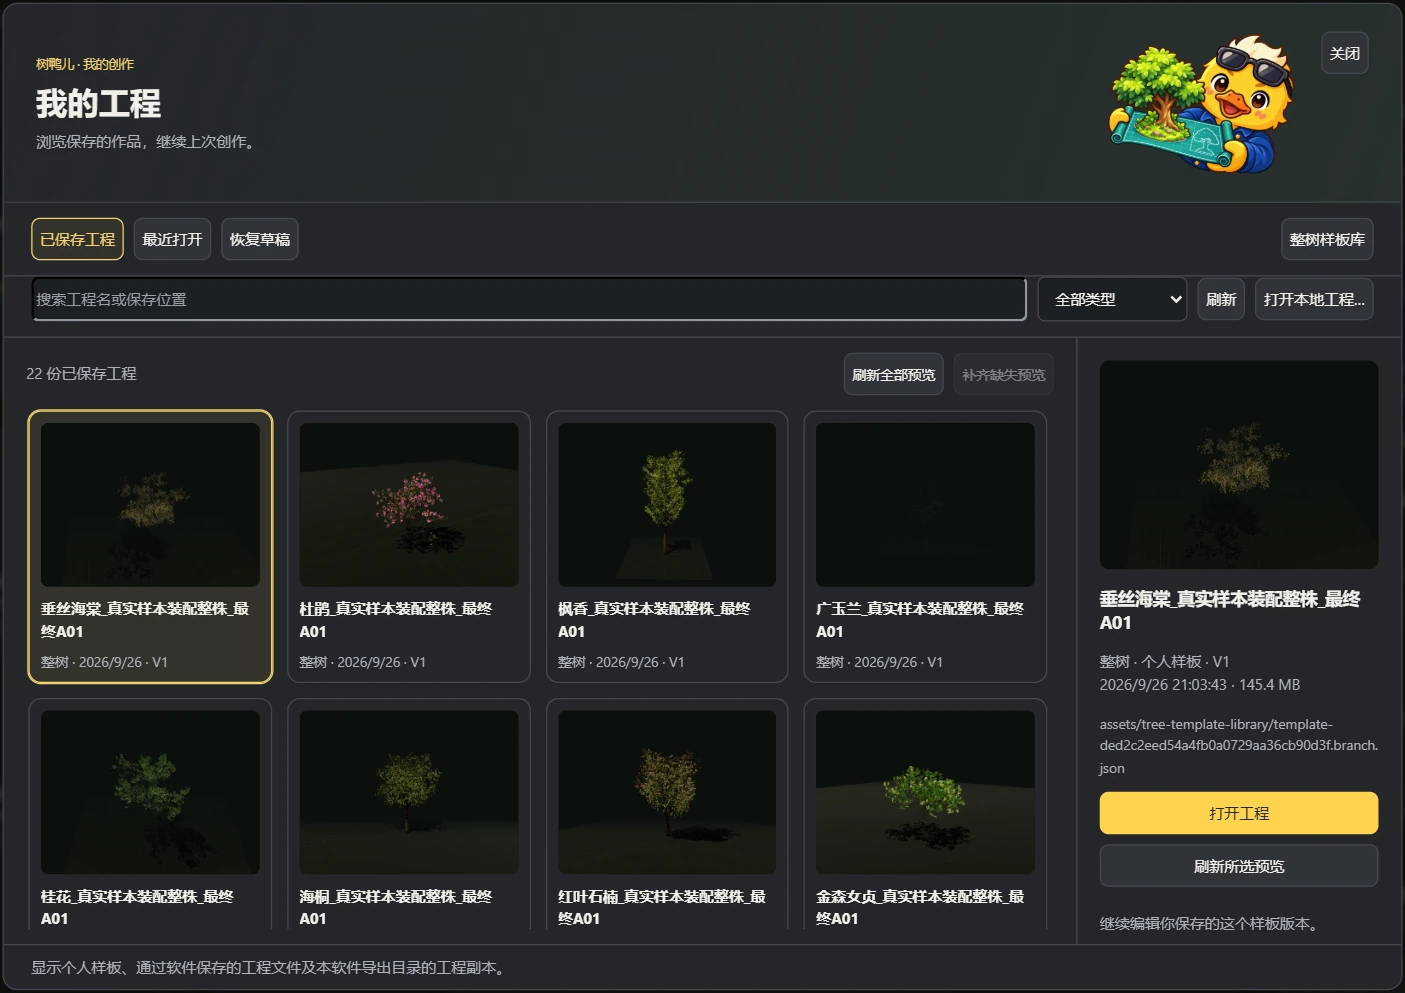 树鸭儿 · 我的创作
我的工程
浏览保存的作品，继续上次创作。
关闭
已保存工程
最近打开
恢复草稿
整树样板库
搜索工程名或保存位置
全部类型
刷新
打开本地工程...
22 份已保存工程
刷新全部预览
补齐缺失预览
垂丝海棠_真实样本装配整株_最
终A01
整树 · 2026/9/26 · V1
杜鹃_真实样本装配整株_最终
A01
整树 · 2026/9/26 · V1
枫香_真实样本装配整株_最终
A01
整树 · 2026/9/26 · V1
广玉兰_真实样本装配整株_最终
A01
整树 · 2026/9/26 · V1
桂花_真实样本装配整株_最终
A01
海桐_真实样本装配整株_最终
A01
红叶石楠_真实样本装配整株_最
终A01
金森女贞_真实样本装配整株_最
终A01
垂丝海棠_真实样本装配整株_最终
A01
整树 · 个人样板 · V1
2026/9/26 21:03:43 · 145.4 MB
assets/tree-template-library/template-
ded2c2eed54a4fb0a0729aa36cb90d3f.branch.
json
打开工程
刷新所选预览
继续编辑你保存的这个样板版本。
显示个人样板、通过软件保存的工程文件及本软件导出目录的工程副本。